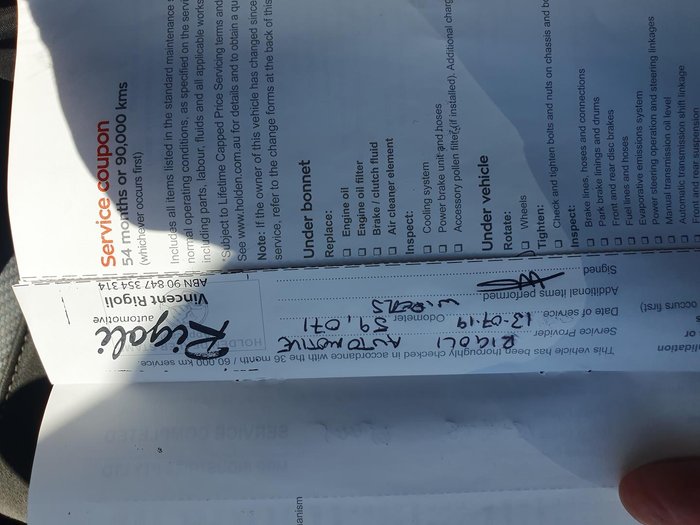 Service coupon
54 months or 90,000 kms
(whichever occurs first)
Includes all items listed in the standard maintenance
normal operating conditions, as specified on the
including parts, labour, fluids and all applicable
Subject to Lifetime Capped Price Servicing terms and
See www.holden.com.au for details and to obtain a
Note: If the owner of this vehicle has changed since
service, refer to the change forms at the back of this
Under bonnet
Replace:
Engine oil
Engine oil filter
Brake / clutch fluid
Air cleaner element
Inspect:
Cooling system
Power brake unit and hoses
Accessory pollen filter (if installed). Additional
Under vehicle
Rotate:
Wheels
Tighten:
Check and tighten bolts and nuts on chassis and
Inspect:
Brake lines, hoses and connections
Park brake linings and drums
Front and rear disc brakes
Fuel lines and hoses
Evaporative emissions system
Power steering operation and steering linkages
Manual transmission oil level
Automatic transmission shift linkage
This vehicle has been thoroughly checked in accordance with the 36 month / 60,000 km service.
Service Provider RIGOLI AUTOMOTIVE
Date of service 13-07-19 Odometer 59,071
Additional items performed WIPERS
Signed
Rigoli
automotive
Vincent Rigoli
ABN 90 847 354 314
occurs first)